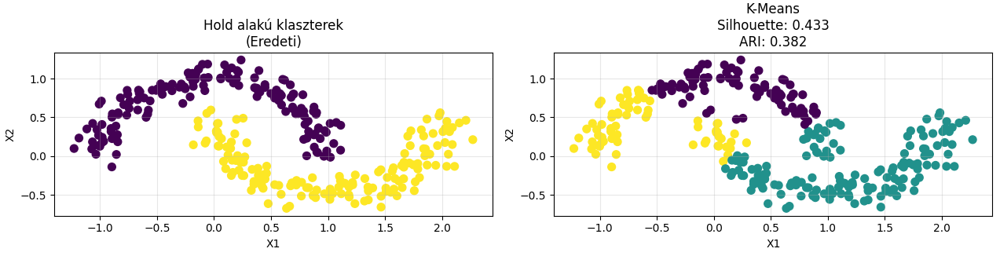 Hold alakú klaszterek
(Eredeti)
1.0
0.5
0.0
−0.5
X2
−1.0 −0.5 0.0 0.5 1.0 1.5 2.0
X1
K-Means
Silhouette: 0.433
ARI: 0.382
1.0
0.5
0.0
−0.5
X2
−1.0 −0.5 0.0 0.5 1.0 1.5 2.0
X1